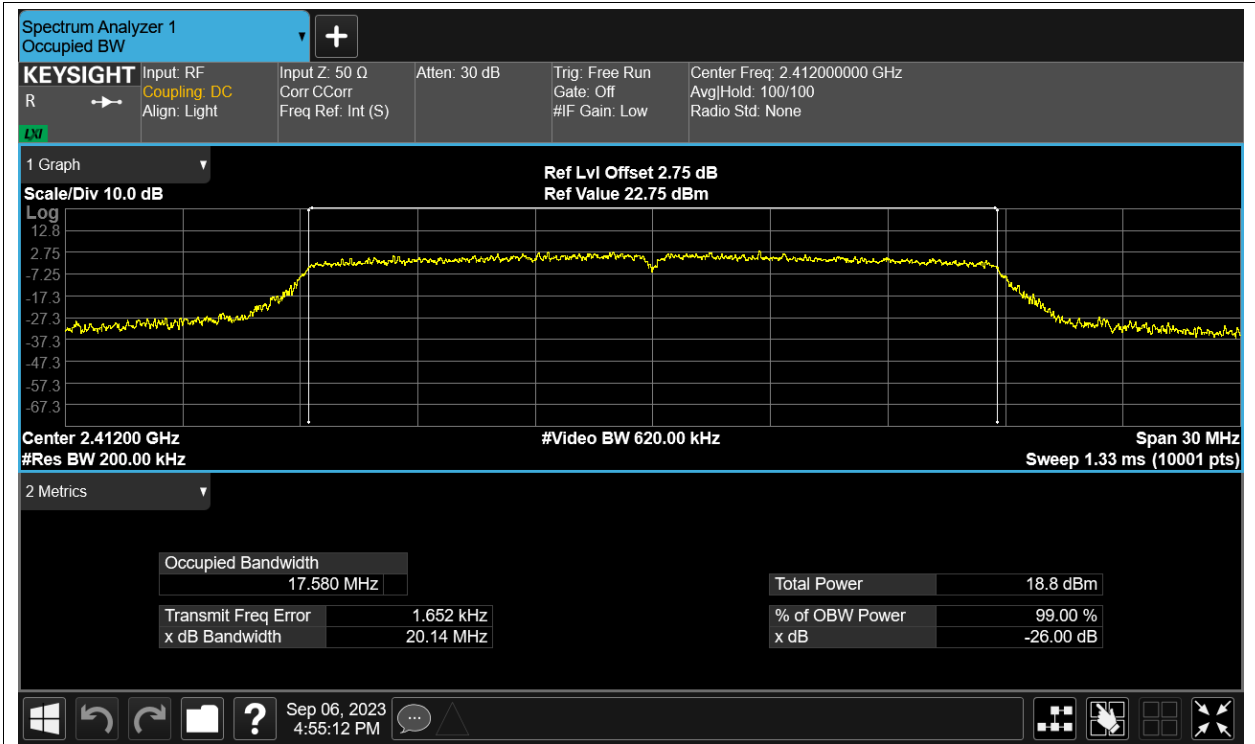 Spectrum Analyzer 1
Occupied BW
KEYSIGHT
R
LXI
Input: RF
Coupling: DC
Align: Light
Input Z: 50 Ω
Corr CCorr
Freq Ref: Int (S)
Atten: 30 dB
Trig: Free Run
Gate: Off
#IF Gain: Low
Center Freq: 2.412000000 GHz
Avg|Hold: 100/100
Radio Std: None
1 Graph
Scale/Div 10.0 dB
Ref Lvl Offset 2.75 dB
Ref Value 22.75 dBm
Log
12.8
2.75
-7.25
-17.3
-27.3
-37.3
-47.3
-57.3
-67.3
Center 2.41200 GHz
#Video BW 620.00 kHz
Span 30 MHz
#Res BW 200.00 kHz
Sweep 1.33 ms (10001 pts)
2 Metrics
Occupied Bandwidth
17.580 MHz
Transmit Freq Error 1.652 kHz
x dB Bandwidth 20.14 MHz
Total Power 18.8 dBm
% of OBW Power 99.00 %
x dB -26.00 dB
?
Sep 06, 2023
4:55:12 PM